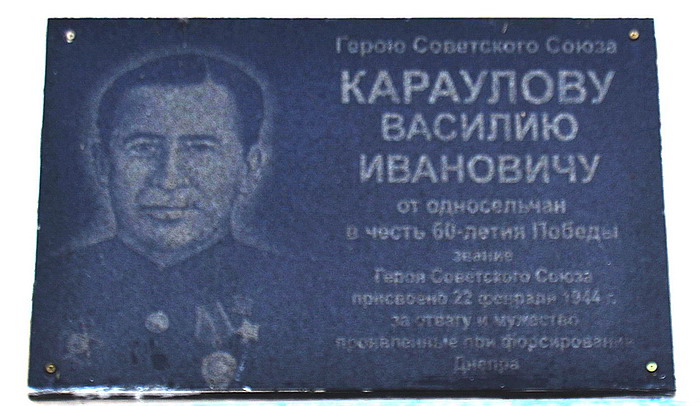 Герою Советского Союза
КАРАУЛОВУ
ВАСИЛИЮ
ИВАНОВИЧУ
от односельчан
в честь 60-летия Победы
звание
Героя Советского Союза
присвоено 22 февраля 1944 г.
за отвагу и мужество
проявленные при форсировании
Днепра